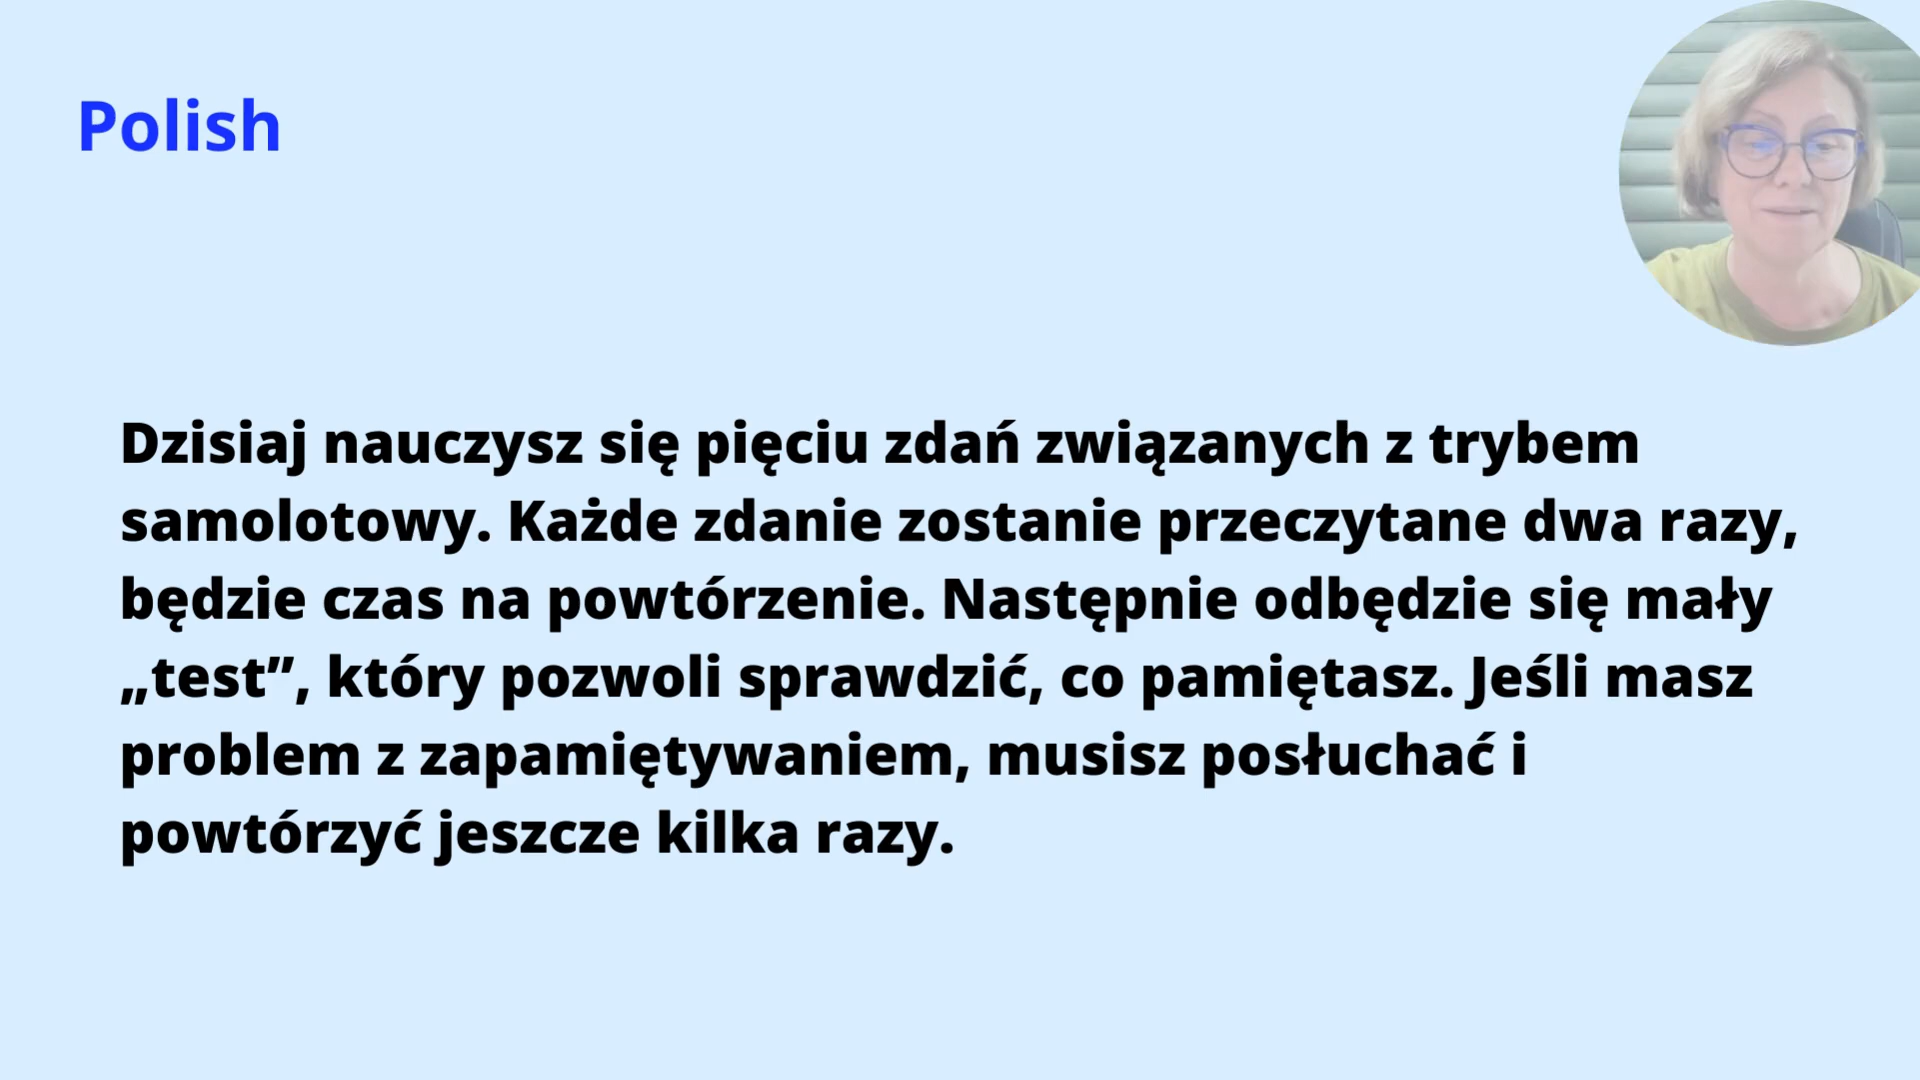 Polish
Dzisiaj nauczysz się pięciu zdań związanych z trybem
samolotowy. Każde zdanie zostanie przeczytane dwa razy,
będzie czas na powtórzenie. Następnie odbędzie się mały
„test”, który pozwoli sprawdzić, co pamiętasz. Jeśli masz
problem z zapamiętywaniem, musisz posłuchać i
powtórzyć jeszcze kilka razy.